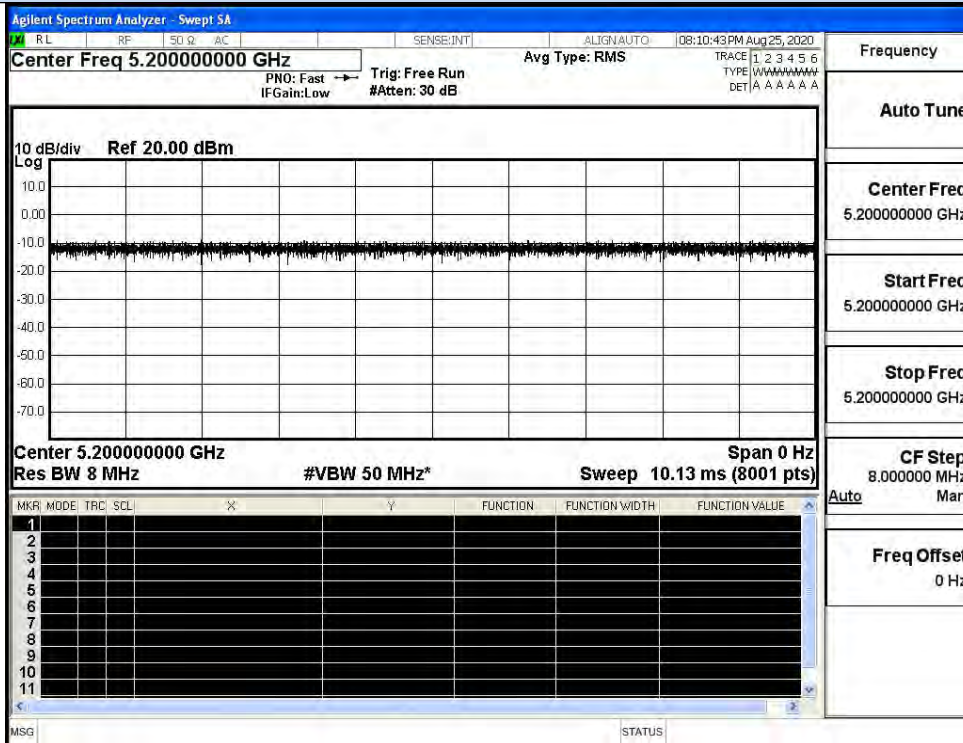 Agilent Spectrum Analyzer - Swept SA
RL RF 50 Ω AC SENSE:INT ALIGNAUTO 08:10:43 PM Aug 25, 2020
Center Freq 5.200000000 GHz
PNO: Fast
IFGain:Low
Trig: Free Run
#Atten: 30 dB
Avg Type: RMS
TRACE 1 2 3 4 5 6
TYPE WWWWWW
DET A A A A A A
10 dB/div Ref 20.00 dBm
Log
10.0
0.00
-10.0
-20.0
-30.0
-40.0
-50.0
-60.0
-70.0
Center 5.200000000 GHz Span 0 Hz
Res BW 8 MHz #VBW 50 MHz* Sweep 10.13 ms (8001 pts)
MKR MODE TRC SCL X Y FUNCTION FUNCTION WIDTH FUNCTION VALUE
1
2
3
4
5
6
7
8
9
10
11
MSG STATUS
Frequency
Auto Tune
Center Freq
5.200000000 GHz
Start Freq
5.200000000 GHz
Stop Freq
5.200000000 GHz
CF Step
8.000000 MHz
Auto Man
Freq Offset
0 Hz